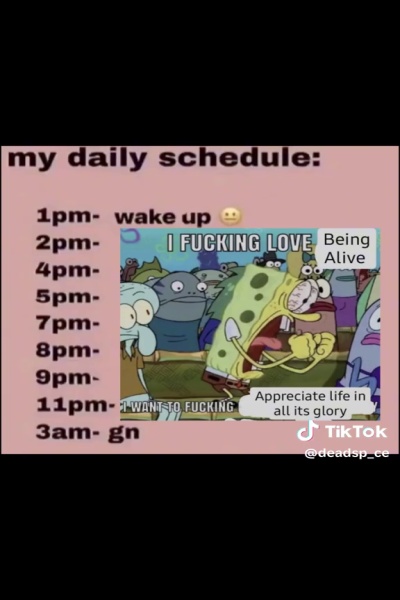 my daily schedule:
1pm- wake up 😐
2pm-
4pm-
5pm-
7pm-
8pm-
9pm-
11pm-
3am- gn
I FUCKING LOVE
Being
Alive
I WANT TO FUCKING
Appreciate life in
all its glory
TikTok
@deadsp_ce